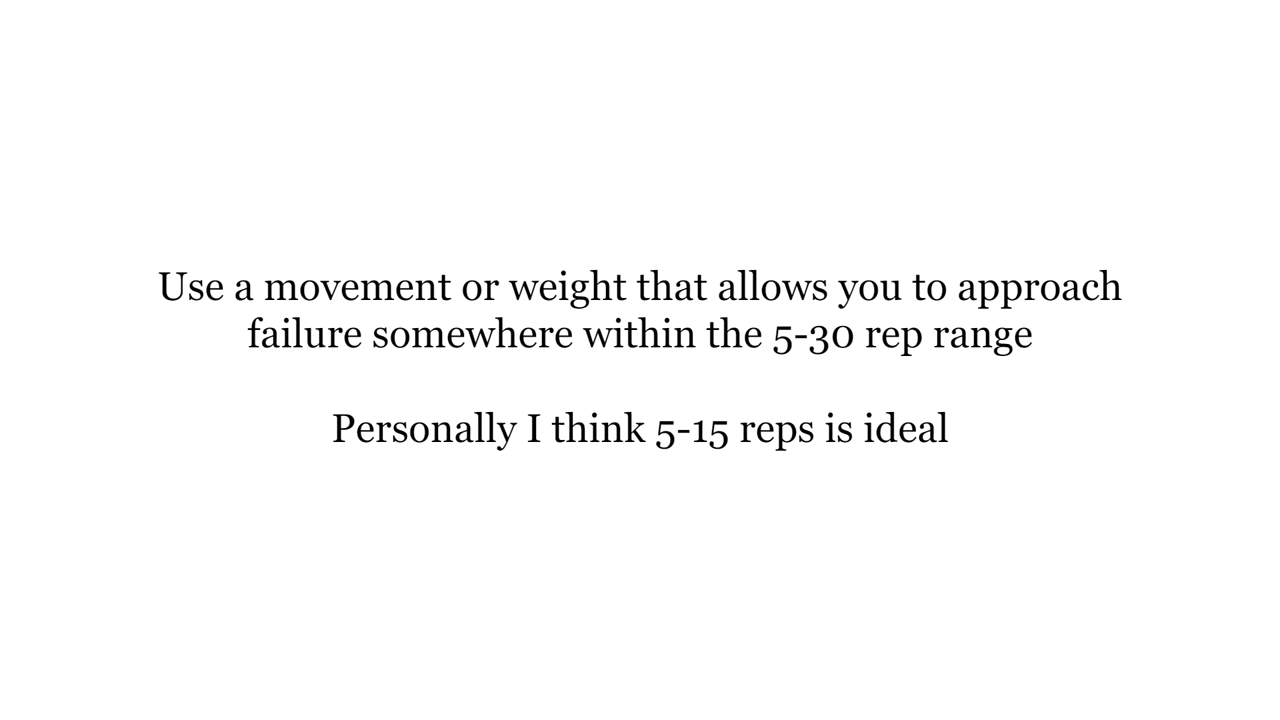 Use a movement or weight that allows you to approach
failure somewhere within the 5-30 rep range
Personally I think 5-15 reps is ideal